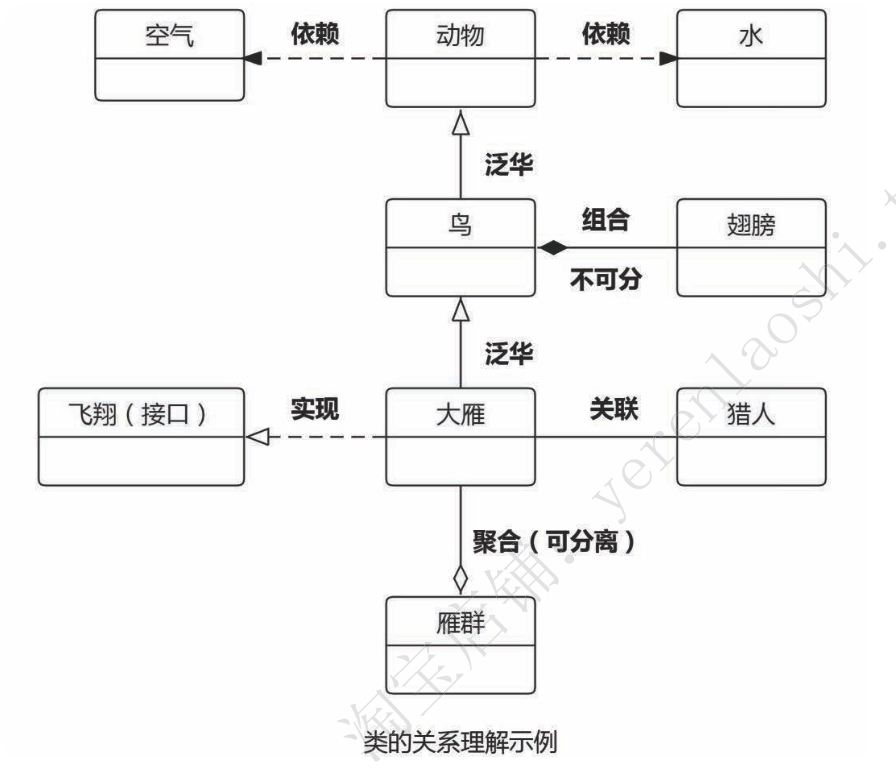 空气
依赖
动物
依赖
水
泛华
鸟
组合
不可分
翅膀
泛华
飞翔（接口）
实现
大雁
关联
猎人
聚合（可分离）
雁群
类的关系理解示例
淘宝店铺：yerenlaoshi.t